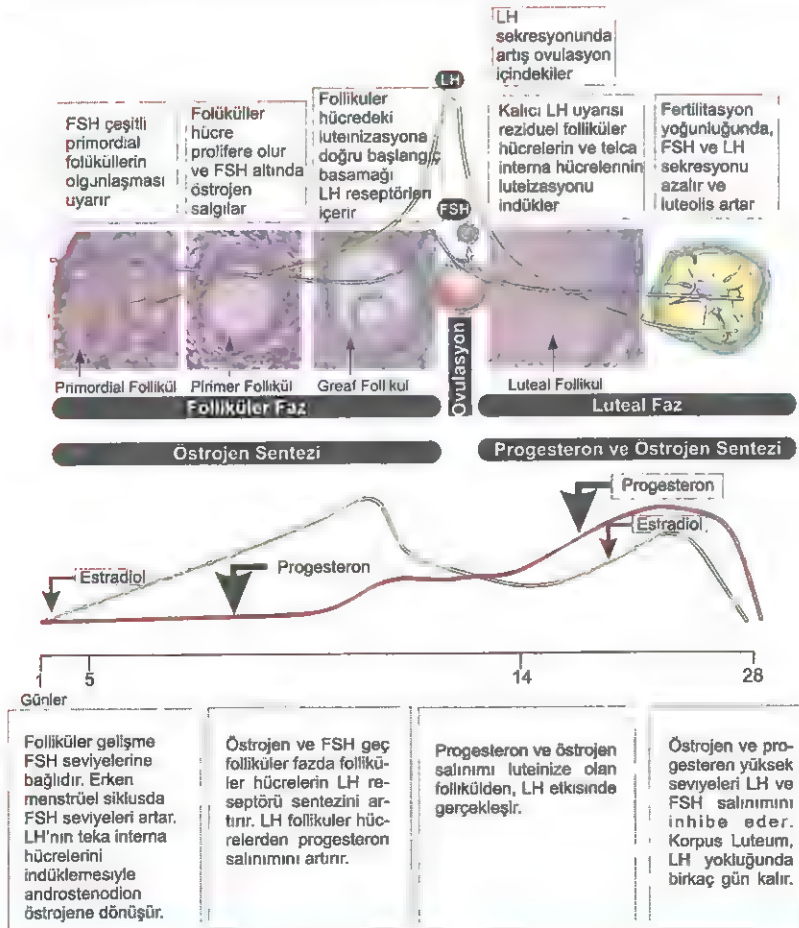 LH
sekresyonunda
artış ovulasyon
içindekiler
LH
FSH çeşitli
primordial
foluküllerin
olgunlaşması
uyarır
Folüküller
hücre
prolifere olur
ve FSH altında
östrojen
salgılar
Follikuler
hücredeki
luteinizasyona
doğru başlangıç
basamağı
LH reseptörleri
içerir
FSH
Kalıcı LH uyarısı
reziduel folliküler
hücrelerin ve telca
interna hücrelerinin
luteizasyonu
indükler
Fertilitasyon
yoğunluğunda,
FSH ve LH
sekresyonu
azalır ve
luteolis artar
Primordial Follikül
Pirimer Follikül
Greaf Follikul
Ovulasyon
Luteal Follikul
Folliküler Faz
Luteal Faz
Östrojen Sentezi
Progesteron ve Östrojen Sentezi
Progesteron
Estradiol
Estradiol
Progesteron
1
5
14
28
Günler
Folliküler gelişme
FSH seviyelerine
bağlıdır. Erken
menstrüel siklusda
FSH seviyeleri artar.
LH'nın teka interna
hücrelerini
indüklemesiyle
androstenodion
östrojene dönüşür.
Östrojen ve FSH geç
folliküler fazda follikü-
ler hücrelerin LH re-
septörü sentezini ar-
tırır. LH follikuler hüc-
relerden progesteron
salınımını artırır.
Progesteron ve östrojen
salınımı luteinize olan
follikülden, LH etkisinde
gerçekleşir.
Östrojen ve pro-
gesteren yüksek
seviyeleri LH ve
FSH salınımını
inhibe eder.
Korpus Luteum,
LH yokluğunda
birkaç gün kalır.